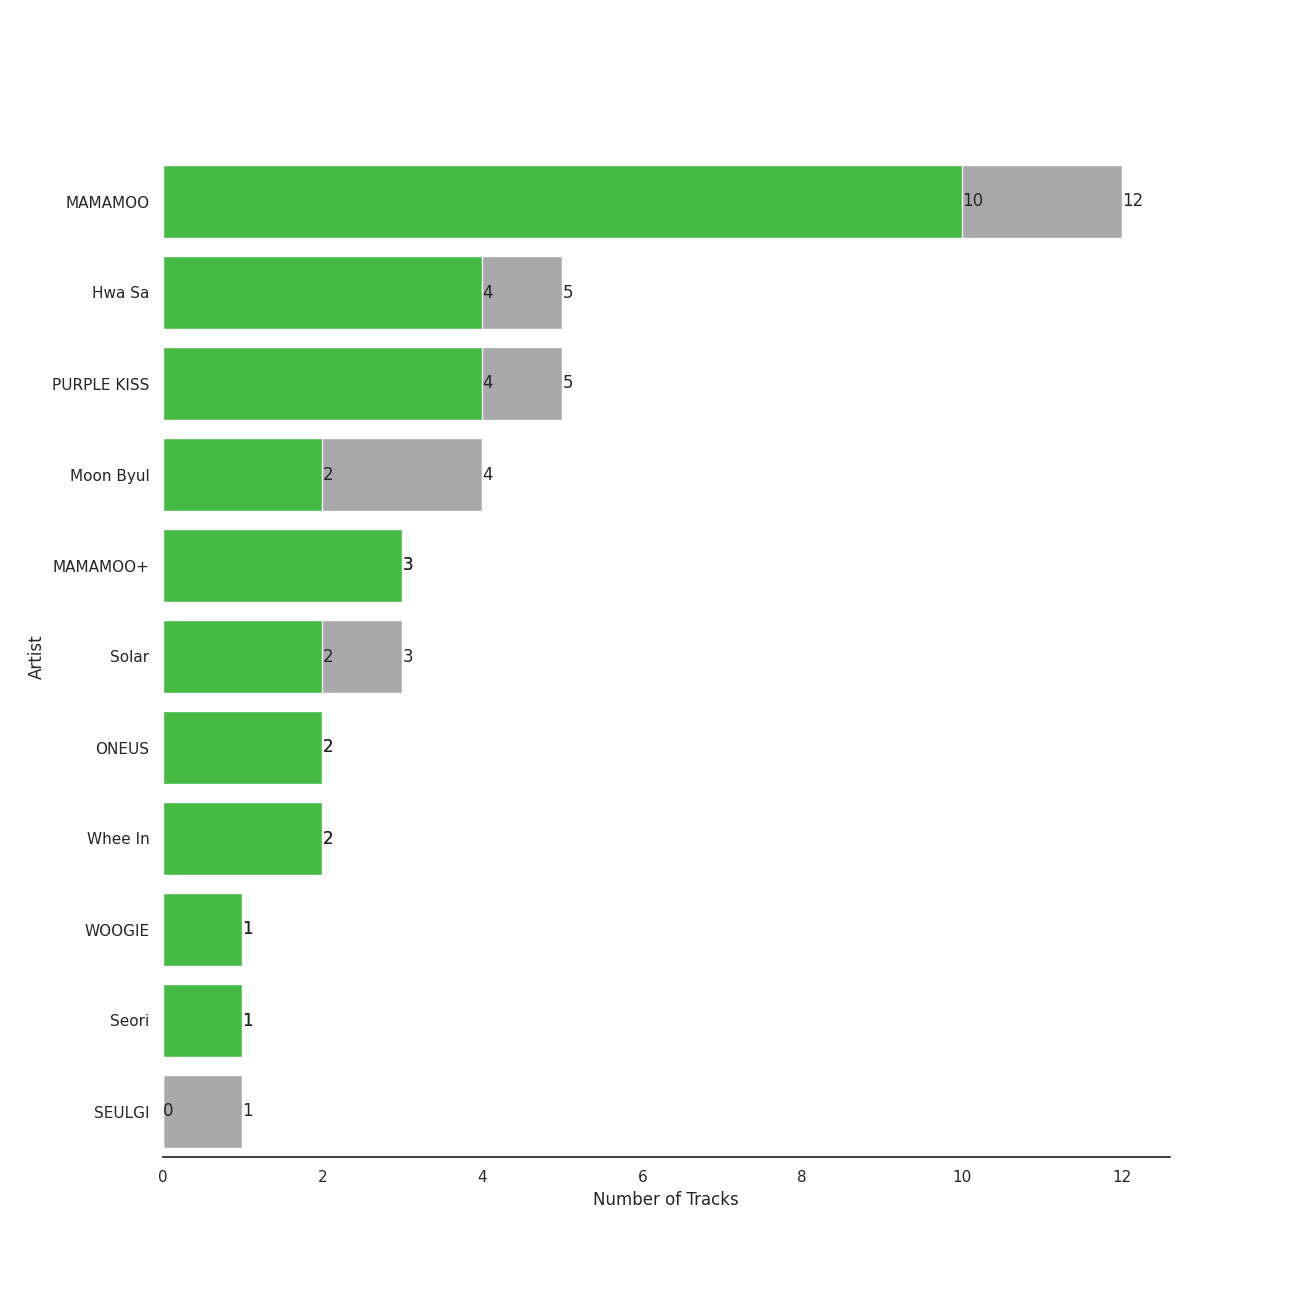 MAMAMOO 10 12
Hwa Sa 4 5
PURPLE KISS 4 5
Moon Byul 2 4
MAMAMOO+ 3
Solar 2 3
ONEUS 2
Whee In 2
WOOGIE 1
Seori 1
SEULGI 0 1
Artist
0 2 4 6 8 10 12
Number of Tracks